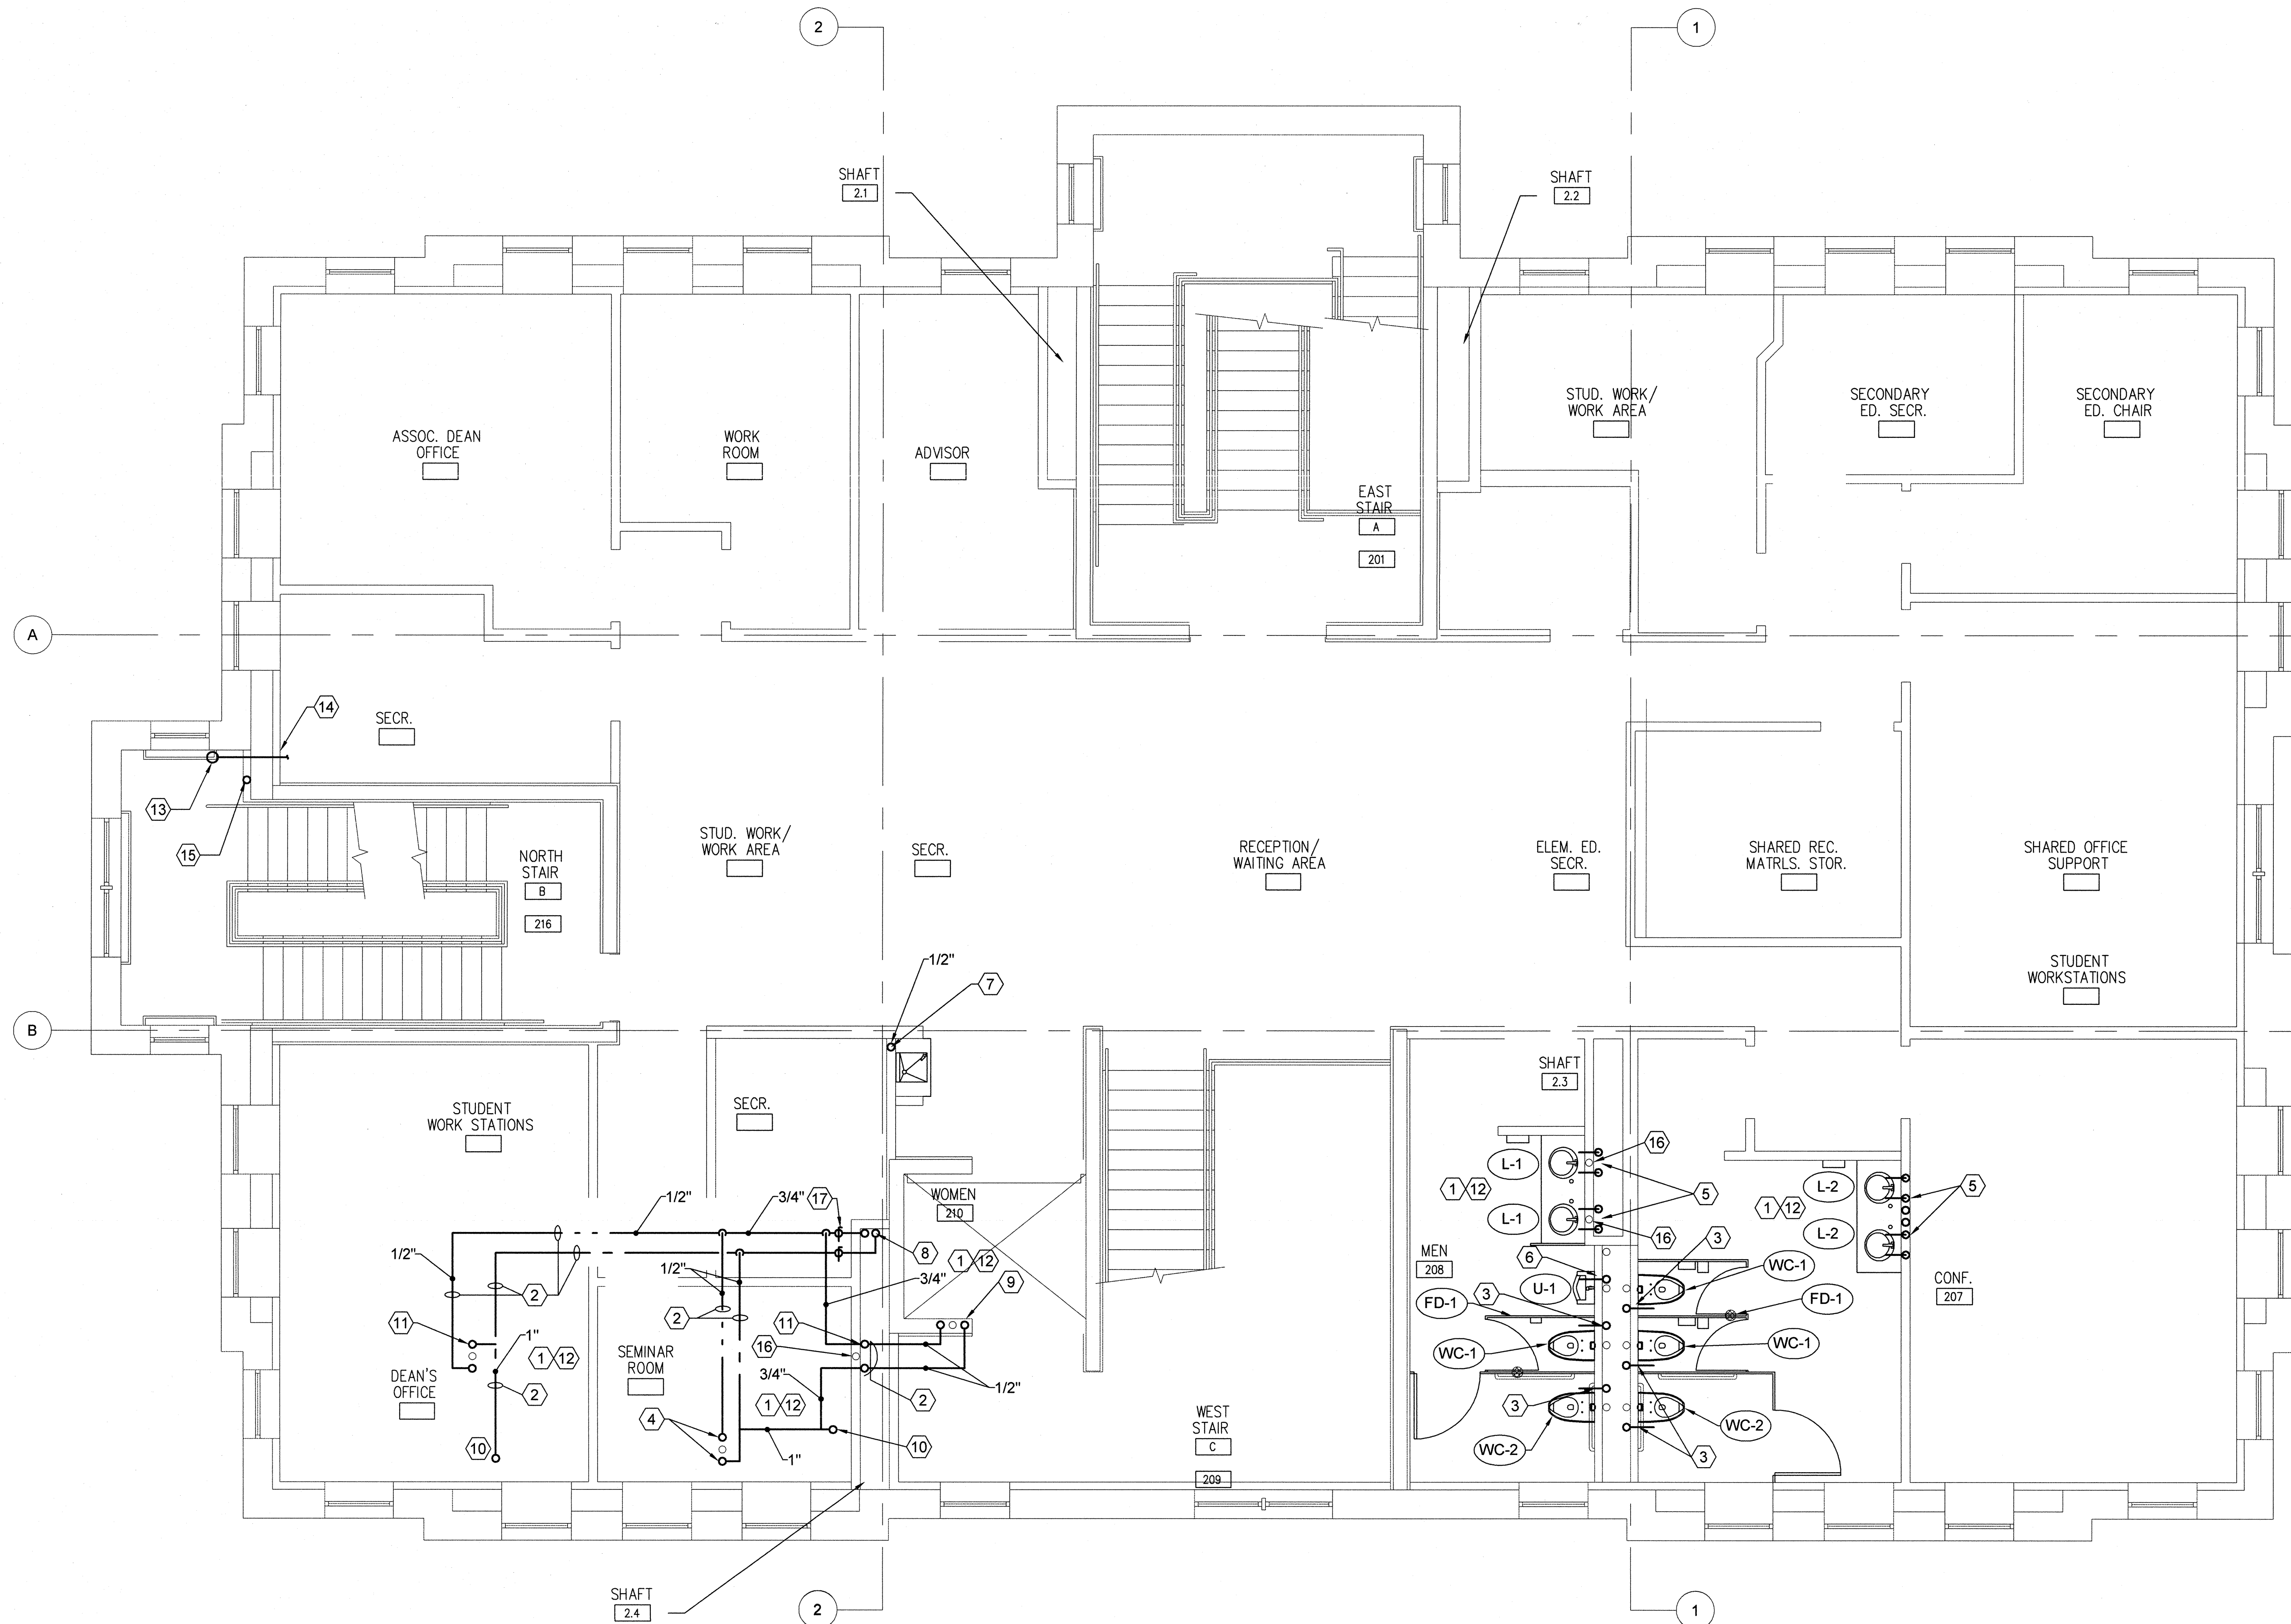 2
1
SHAFT
2.1
SHAFT
2.2
ASSOC. DEAN
OFFICE
WORK
ROOM
ADVISOR
STUD. WORK/
WORK AREA
SECONDARY
ED. SECR.
SECONDARY
ED. CHAIR
EAST
STAIR
A
201
A
14
SECR.
13
15
NORTH
STAIR
B
216
STUD. WORK/
WORK AREA
SECR.
RECEPTION/
WAITING AREA
ELEM. ED.
SECR.
SHARED REC.
MATRLS. STOR.
SHARED OFFICE
SUPPORT
STUDENT
WORKSTATIONS
1/2"
7
B
STUDENT
WORK STATIONS
SECR.
SHAFT
2.3
1/2"
3/4"
17
WOMEN
210
L-1
L-1
1
12
16
5
16
L-2
L-2
1
12
5
1/2"
1/2"
8
1
12
3/4"
9
2
2
11
11
16
1"
1
12
2
DEAN'S
OFFICE
SEMINAR
ROOM
3/4"
1
12
2
1/2"
4
10
10
1"
MEN
208
6
U-1
3
3
WC-1
FD-1
FD-1
WC-1
WC-1
CONF.
207
3
WC-2
WC-2
3
WEST
STAIR
C
209
SHAFT
2.4
2
1